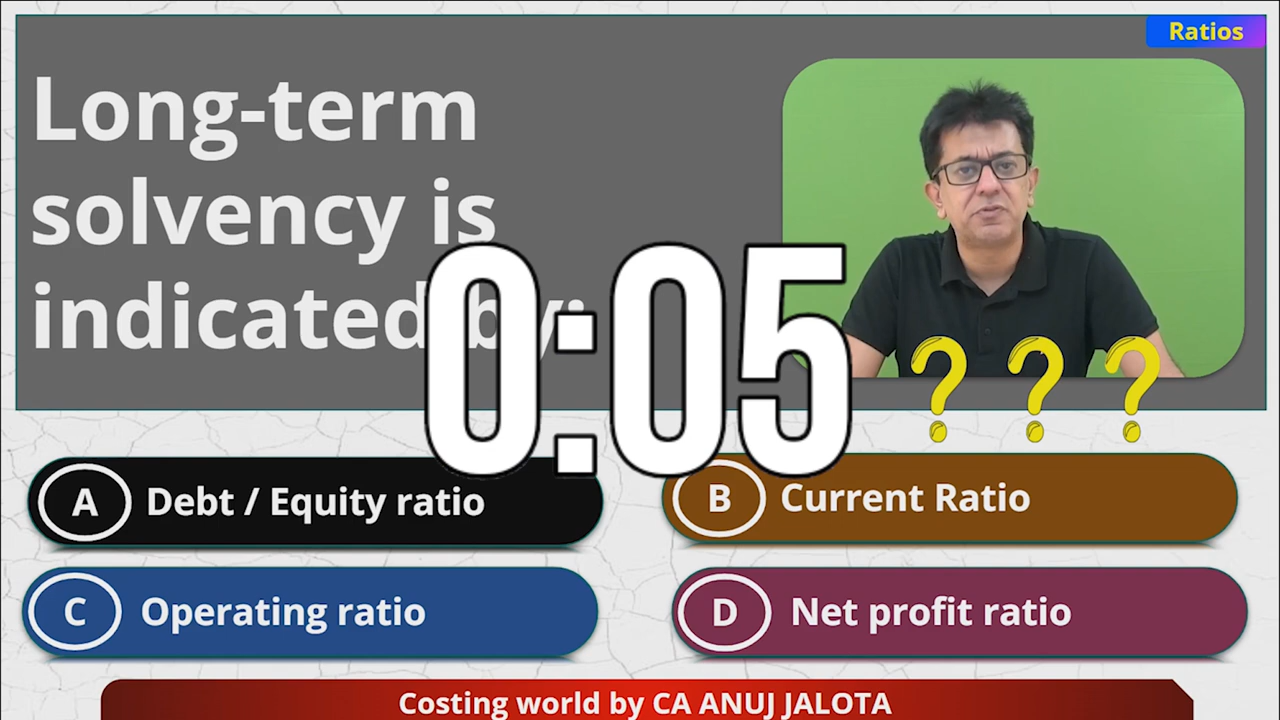 Ratios
Long-term
solvency is
indicated by:
0:05
? ? ?
A Debt / Equity ratio
B Current Ratio
C Operating ratio
D Net profit ratio
Costing world by CA ANUJ JALOTA